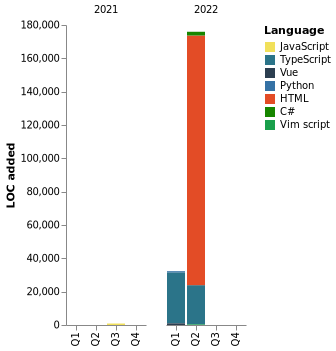 2021
2022
LOC added
180,000
160,000
140,000
120,000
100,000
80,000
60,000
40,000
20,000
0
Q1
Q2
Q3
Q4
Q1
Q2
Q3
Q4
Language
JavaScript
TypeScript
Vue
Python
HTML
C#
Vim script